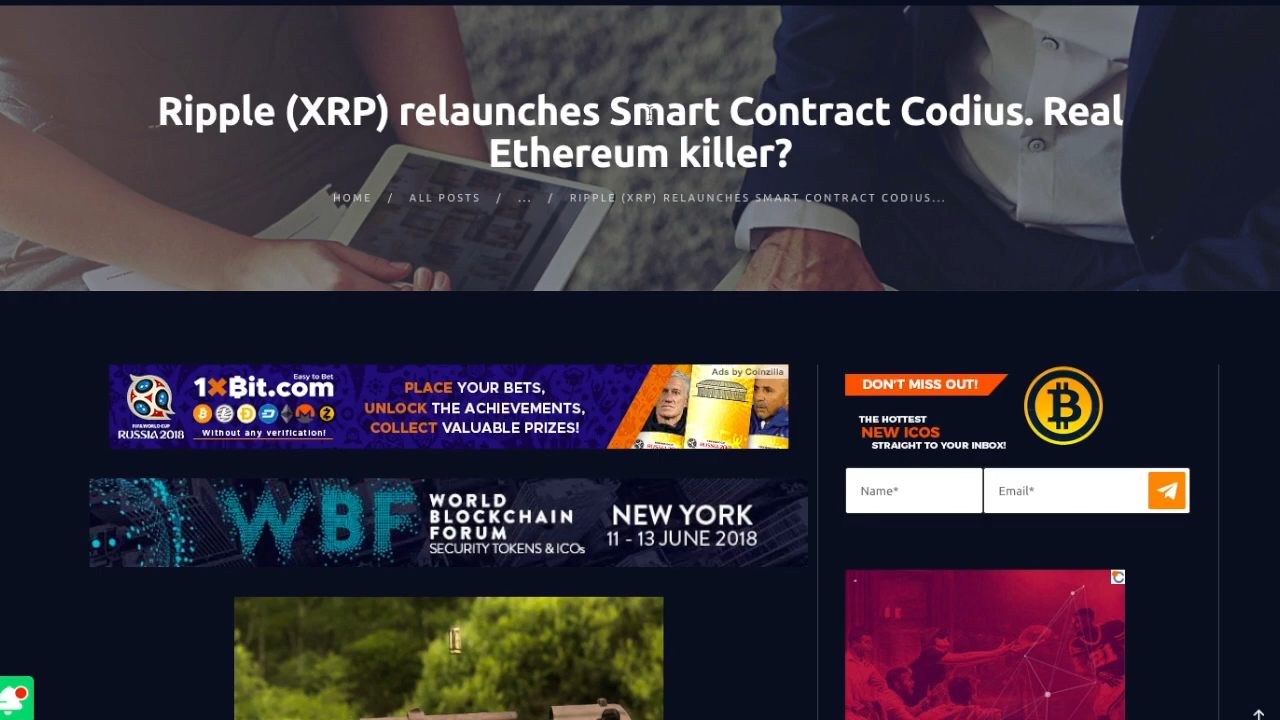 Ripple (XRP) relaunches Smart Contract Codius. Real
Ethereum killer?
HOME / ALL POSTS / ... / RIPPLE (XRP) RELAUNCHES SMART CONTRACT CODIUS...
Ads by Coinzilla
FIFA WORLD CUP
RUSSIA 2018
Easy to Bet
1XBit.com
Without any verification!
PLACE YOUR BETS,
UNLOCK THE ACHIEVEMENTS,
COLLECT VALUABLE PRIZES!
WBF
WORLD
BLOCKCHAIN
FORUM
SECURITY TOKENS & ICOs
NEW YORK
11 - 13 JUNE 2018
DON'T MISS OUT!
THE HOTTEST
NEW ICOS
STRAIGHT TO YOUR INBOX!
Name*
Email*